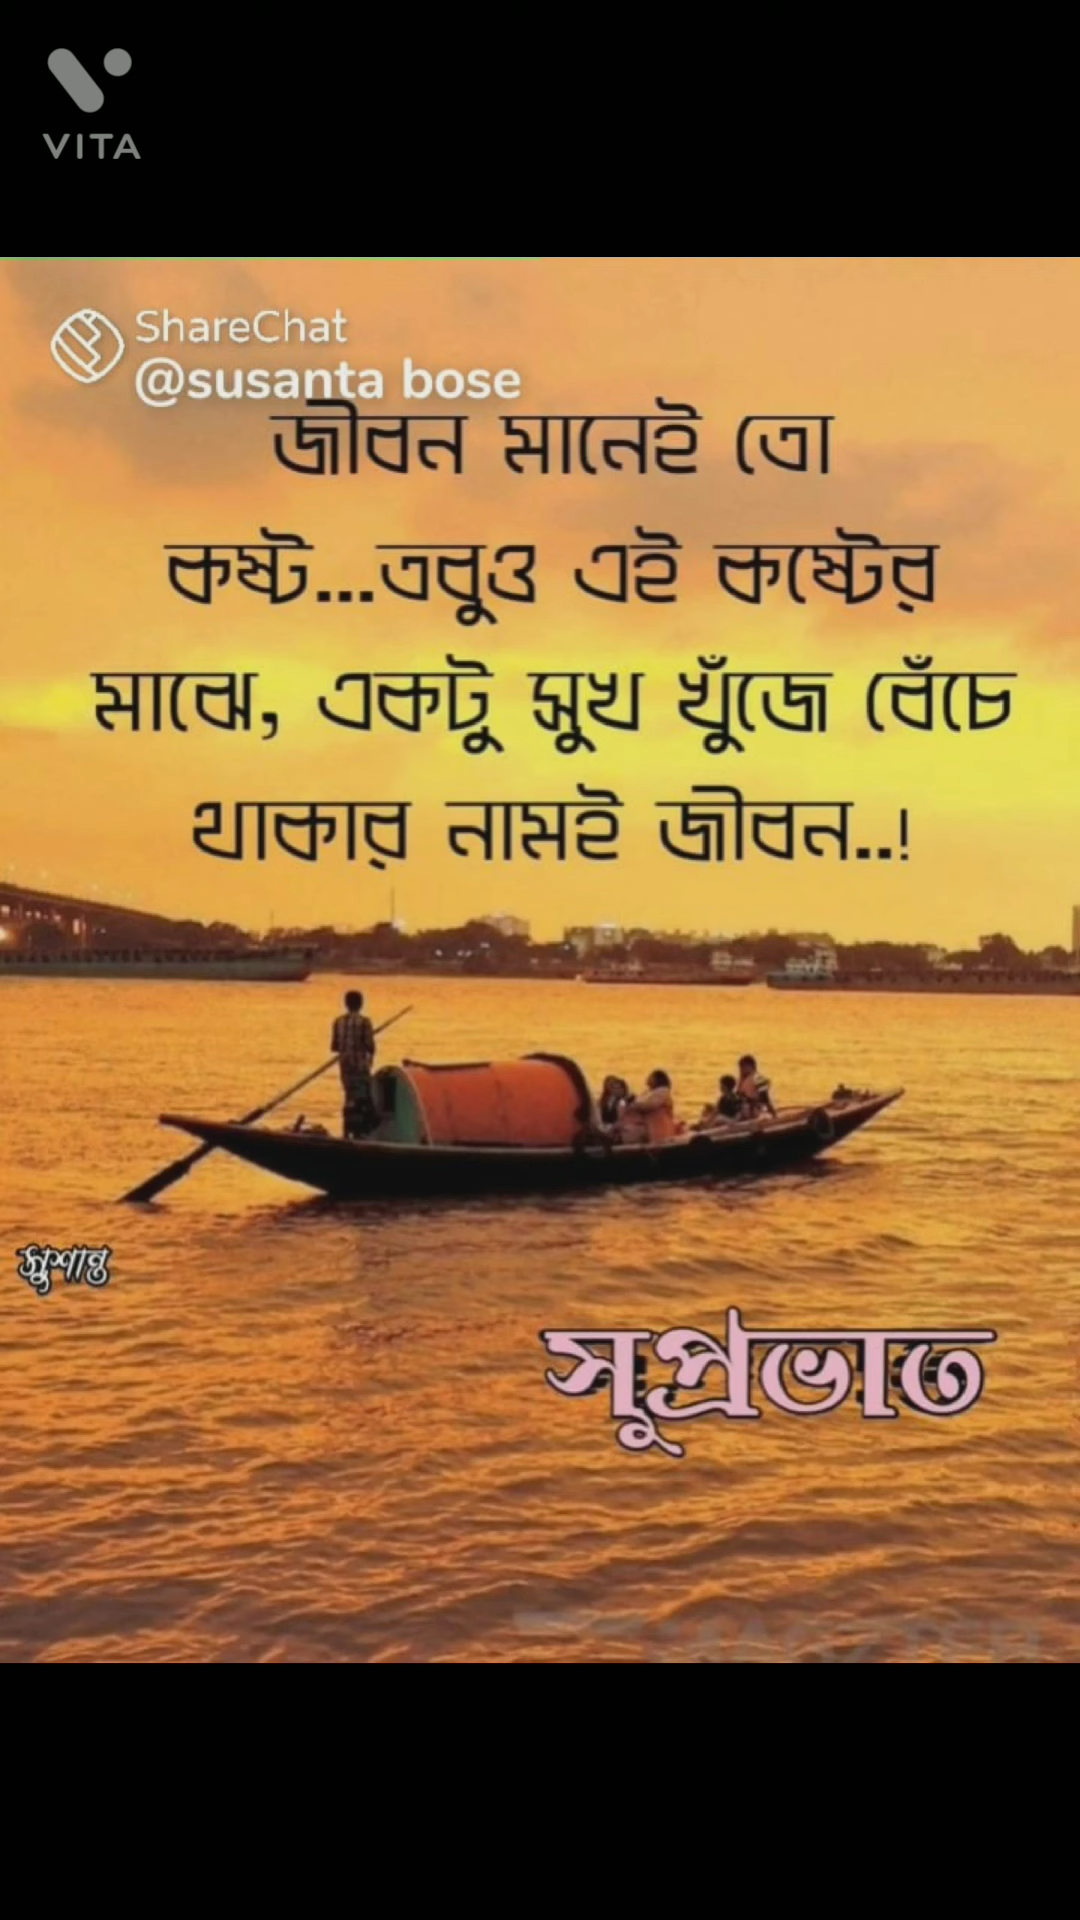 VITA
ShareChat
@susanta bose
জীবন মানেই তো
কষ্ট...তবুও এই কষ্টের
মাঝে, একটু সুখ খুঁজে বেঁচে
থাকার নামই জীবন..!
সুশান্ত
সুপ্রভাত